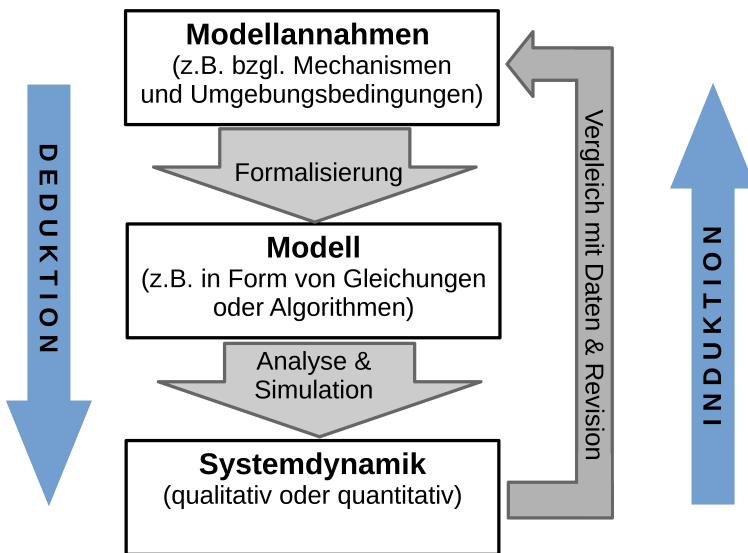 Modellannahmen
(z.B. bzgl. Mechanismen
und Umgebungsbedingungen)
Formalisierung
Modell
(z.B. in Form von Gleichungen
oder Algorithmen)
Analyse &
Simulation
Systemdynamik
(qualitativ oder quantitativ)
DEDUKTION
Vergleich mit Daten & Revision
INDUKTION